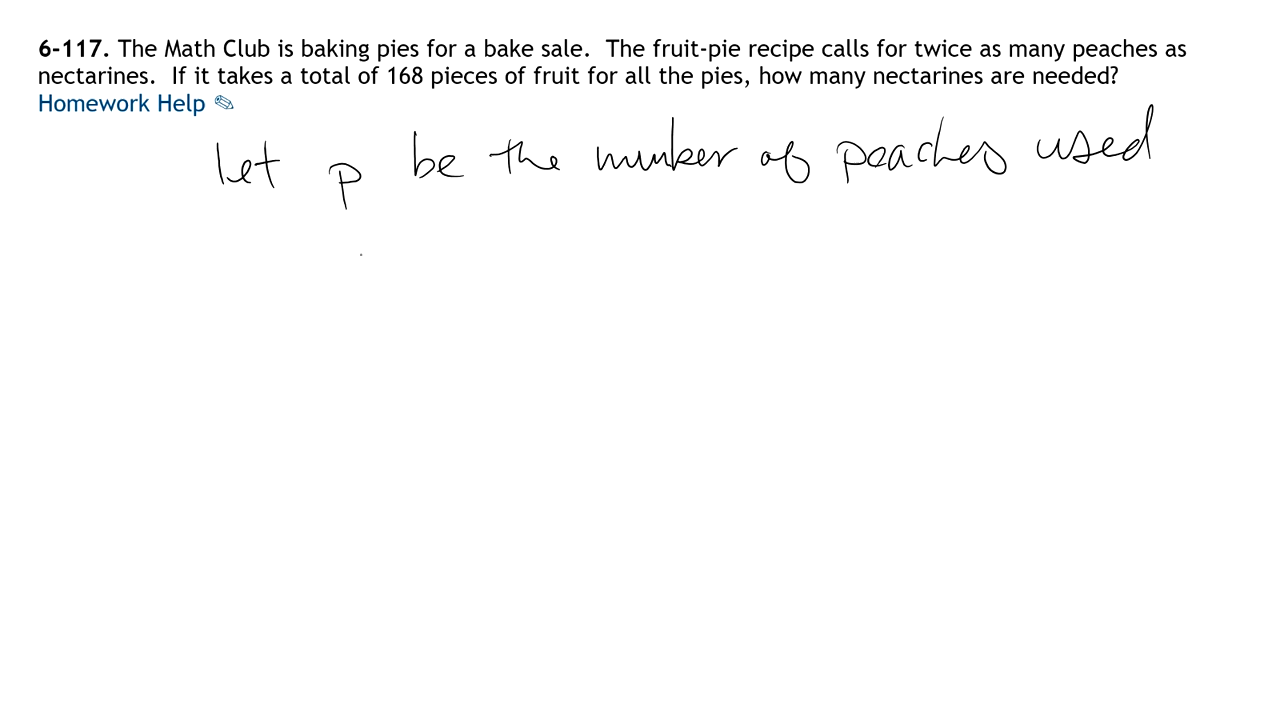 6-117. The Math Club is baking pies for a bake sale.  The fruit-pie recipe calls for twice as many peaches as
nectarines.  If it takes a total of 168 pieces of fruit for all the pies, how many nectarines are needed?
Homework Help ✎
let p be the number of peaches used